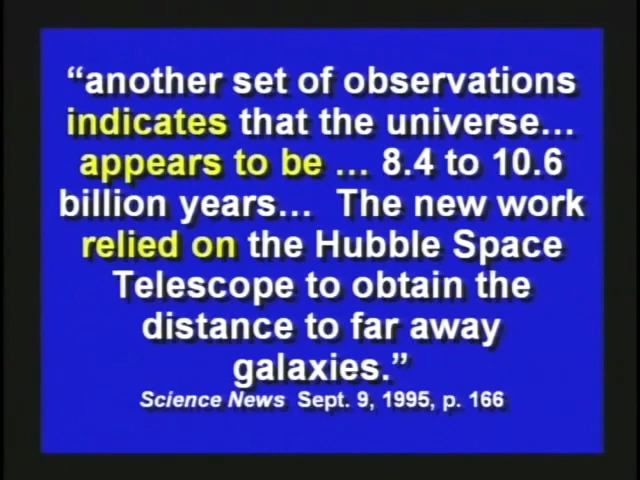 “another set of observations
indicates that the universe…
appears to be … 8.4 to 10.6
billion years…  The new work
relied on the Hubble Space
Telescope to obtain the
distance to far away
galaxies.”
Science News  Sept. 9, 1995, p. 166